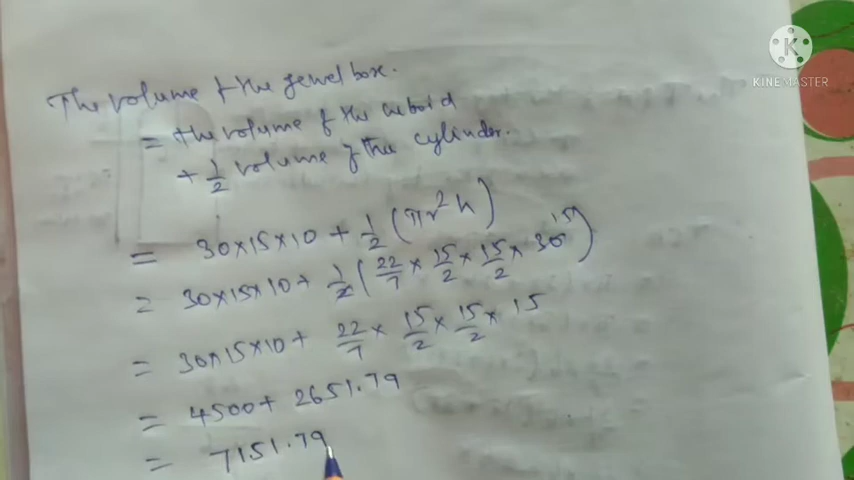 The volume of the jewel box.
= the volume of the cuboid
+ 1/2 volume of the cylinder.
= 30×15×10 + 1/2 (πr²h)
= 30×15×10 + 1/2 (22/7 × 15/2 × 15/2 × 30 15)
= 30×15×10 + 22/7 × 15/2 × 15/2 × 15
= 4500 + 2651.79
= 7151.79
K
KINEMASTER